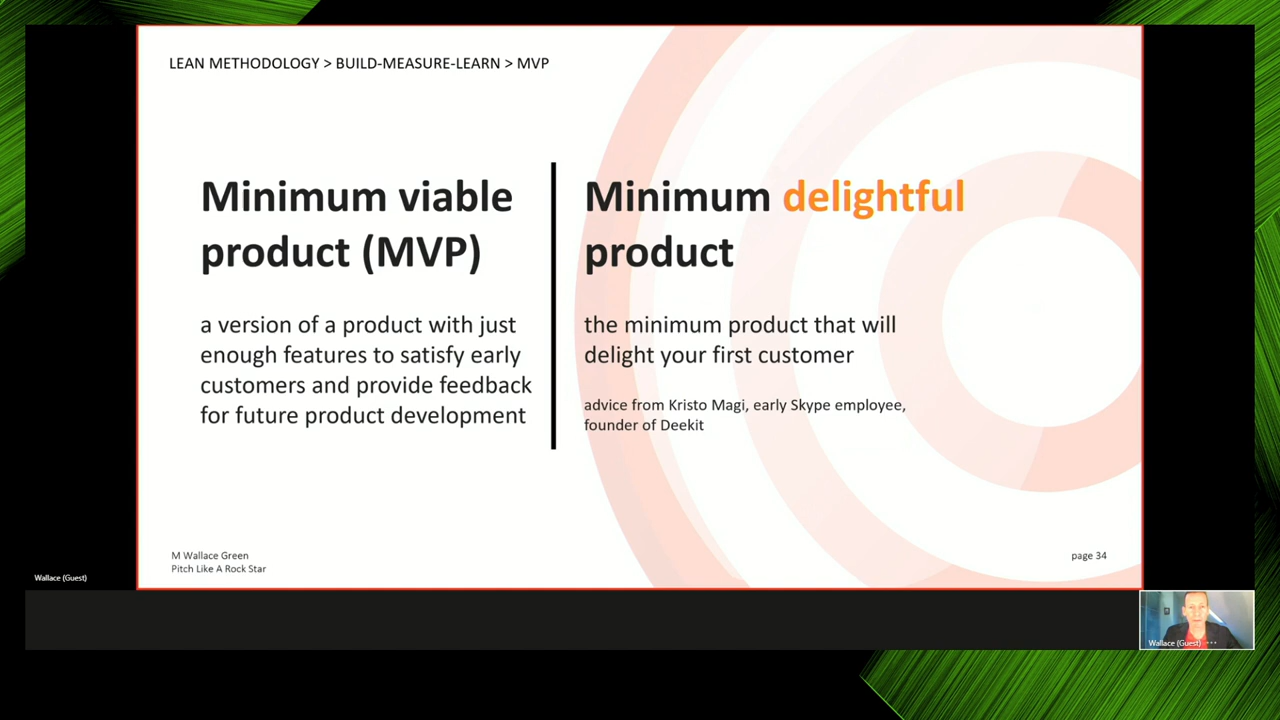 LEAN METHODOLOGY > BUILD-MEASURE-LEARN > MVP
Minimum viable
product (MVP)
a version of a product with just
enough features to satisfy early
customers and provide feedback
for future product development
Minimum delightful
product
the minimum product that will
delight your first customer
advice from Kristo Magi, early Skype employee,
founder of Deekit
M Wallace Green
Pitch Like A Rock Star
page 34
Wallace (Guest)
Wallace (Guest)